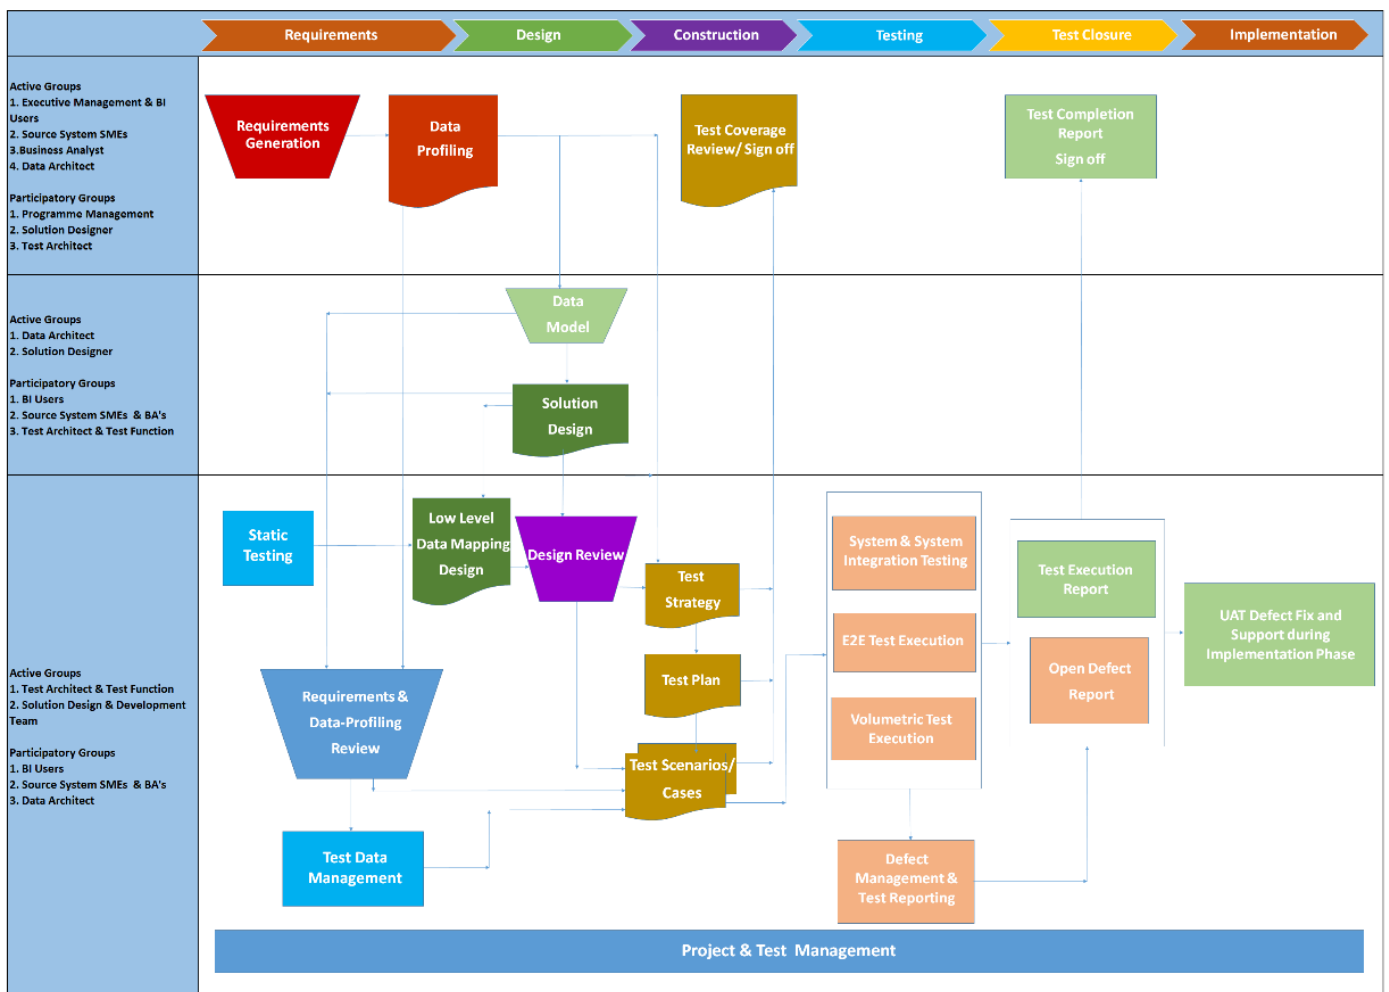 Requirements
Design
Construction
Testing
Test Closure
Implementation
Active Groups
1. Executive Management & BI
Users
2. Source System SMEs
3.Business Analyst
4. Data Architect
Participatory Groups
1. Programme Management
2. Solution Designer
3. Test Architect
Requirements
Generation
Data
Profiling
Test Coverage
Review/ Sign off
Test Completion
Report
Sign off
Active Groups
1. Data Architect
2. Solution Designer
Participatory Groups
1. BI Users
2. Source System SMEs & BA's
3. Test Architect & Test Function
Data
Model
Solution
Design
Active Groups
1. Test Architect & Test Function
2. Solution Design & Development
Team
Participatory Groups
1. BI Users
2. Source System SMEs & BA's
3. Data Architect
Static
Testing
Low Level
Data Mapping
Design
Design Review
Test
Strategy
Test Plan
Test Scenarios/
Cases
Requirements &
Data-Profiling
Review
Test Data
Management
System & System
Integration Testing
E2E Test Execution
Volumetric Test
Execution
Defect
Management &
Test Reporting
Test Execution
Report
Open Defect
Report
UAT Defect Fix and
Support during
Implementation Phase
Project & Test Management